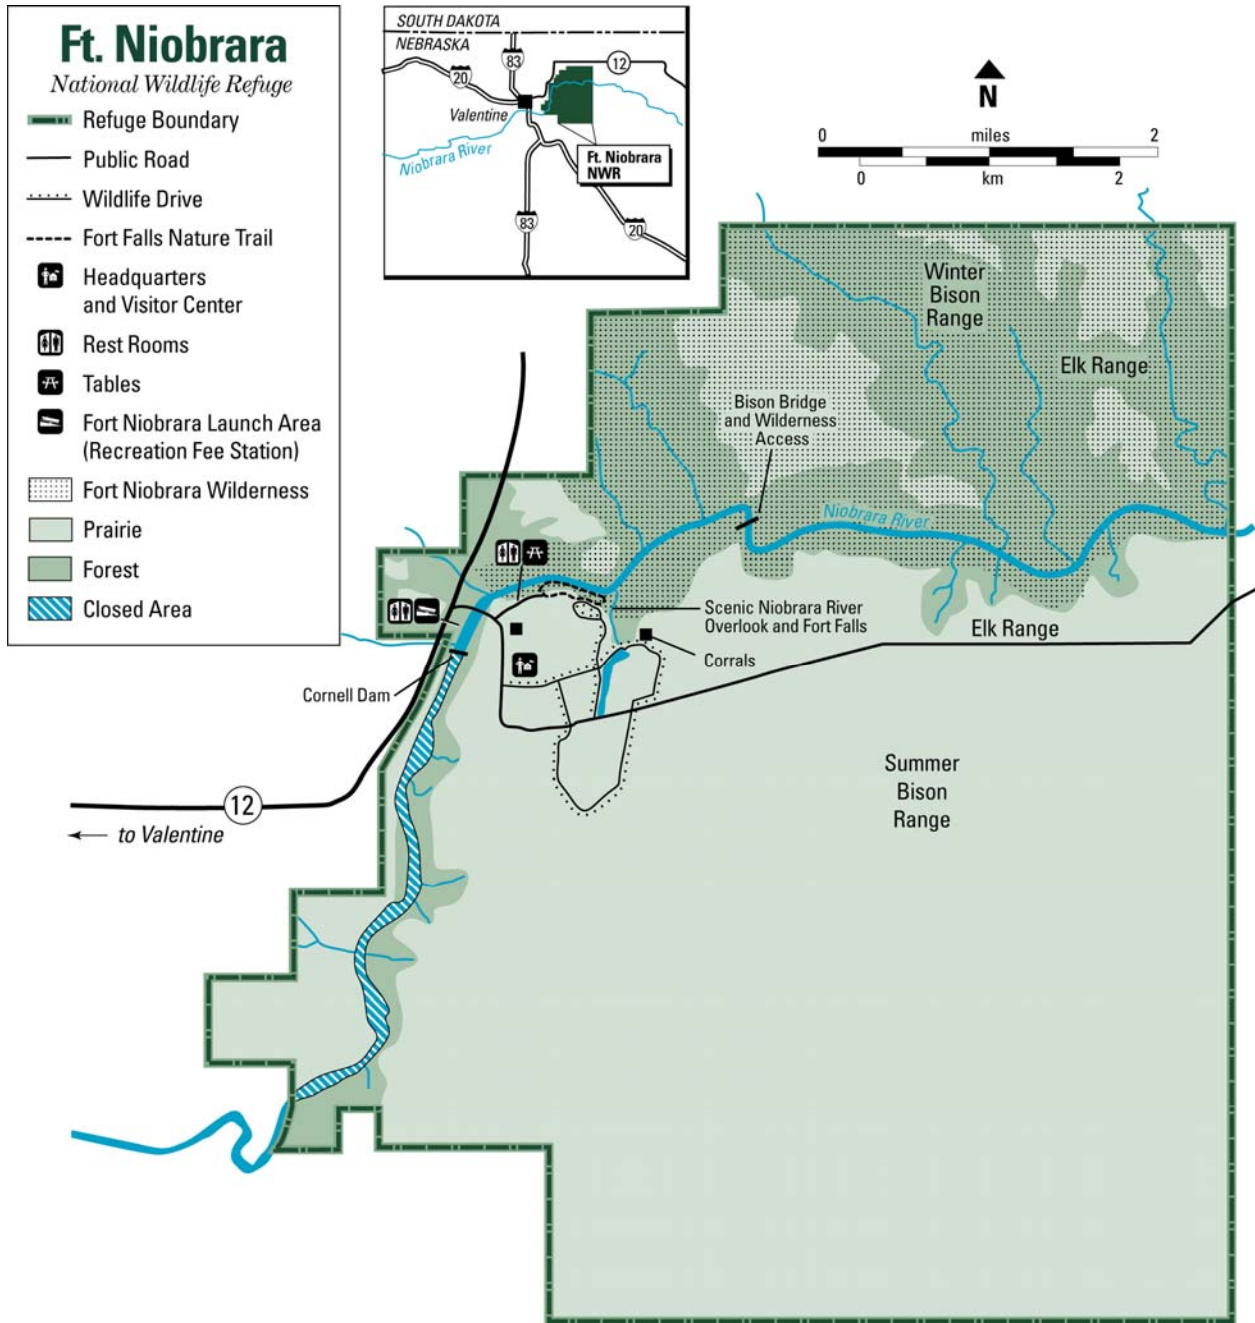 Ft. Niobrara
National Wildlife Refuge
Refuge Boundary
Public Road
Wildlife Drive
Fort Falls Nature Trail
Headquarters
and Visitor Center
Rest Rooms
Tables
Fort Niobrara Launch Area
(Recreation Fee Station)
Fort Niobrara Wilderness
Prairie
Forest
Closed Area
SOUTH DAKOTA
NEBRASKA
83
20
12
Valentine
Niobrara River
Ft. Niobrara
NWR
83
20
N
0 miles 2
0 km 2
Winter
Bison
Range
Elk Range
Bison Bridge
and Wilderness
Access
Niobrara River
Scenic Niobrara River
Overlook and Fort Falls
Elk Range
Corrals
Cornell Dam
Summer
Bison
Range
12
to Valentine